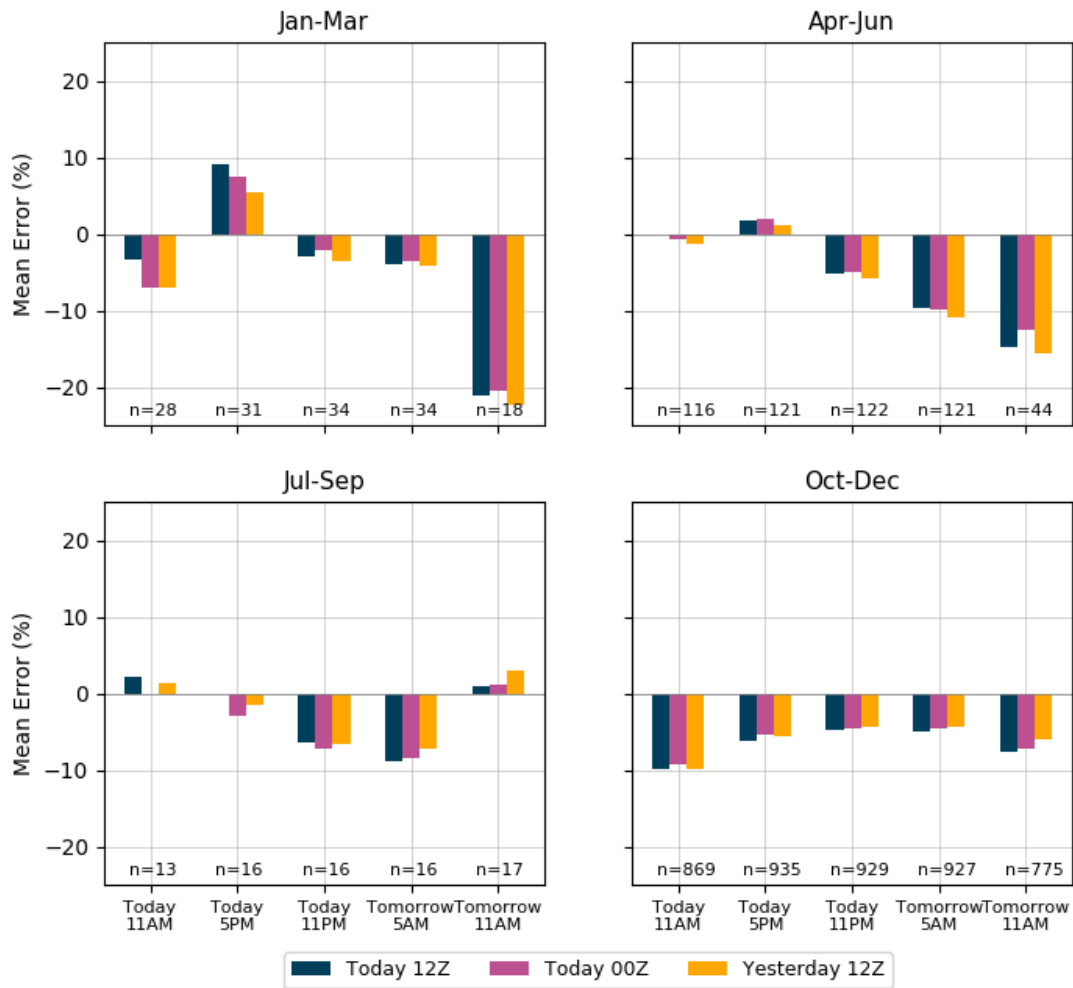 Jan-Mar
Apr-Jun
Mean Error (%)
20
10
0
−10
−20
n=28 n=31 n=34 n=34 n=18
n=116 n=121 n=122 n=121 n=44
Jul-Sep
Oct-Dec
Mean Error (%)
20
10
0
−10
−20
n=13 n=16 n=16 n=16 n=17
n=869 n=935 n=929 n=927 n=775
Today Today Today Tomorrow Tomorrow
11AM 5PM 11PM 5AM 11AM
Today Today Today Tomorrow Tomorrow
11AM 5PM 11PM 5AM 11AM
Today 12Z Today 00Z Yesterday 12Z